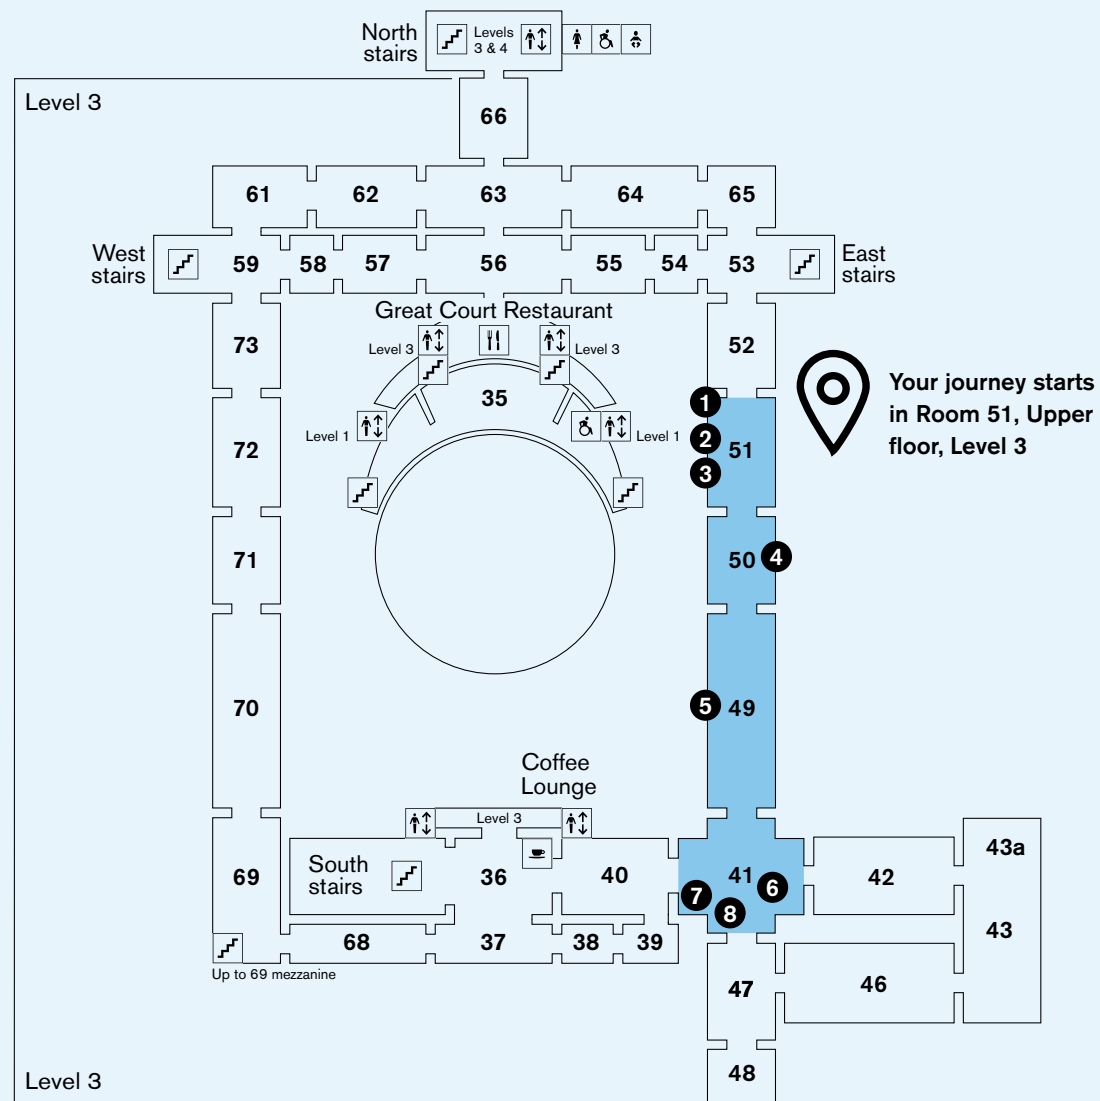 North
stairs
Levels
3 & 4
Level 3
66
61
62
63
64
65
West
stairs
59
58
57
56
55
54
53
East
stairs
Great Court Restaurant
73
Level 3
Level 3
52
35
1
Your journey starts
in Room 51, Upper
floor, Level 3
72
Level 1
Level 1
2
51
3
71
50
4
70
5
49
Coffee
Lounge
Level 3
69
South
stairs
36
40
41
6
7
8
42
43a
43
68
37
38
39
Up to 69 mezzanine
47
46
48
Level 3